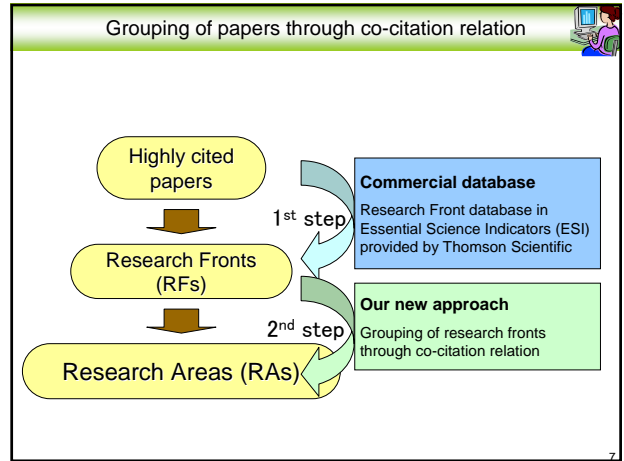 Grouping of papers through co-citation relation
Highly cited
papers
1st step
Commercial database
Research Front database in
Essential Science Indicators (ESI)
provided by Thomson Scientific
Research Fronts
(RFs)
2nd step
Our new approach
Grouping of research fronts
through co-citation relation
Research Areas (RAs)
7